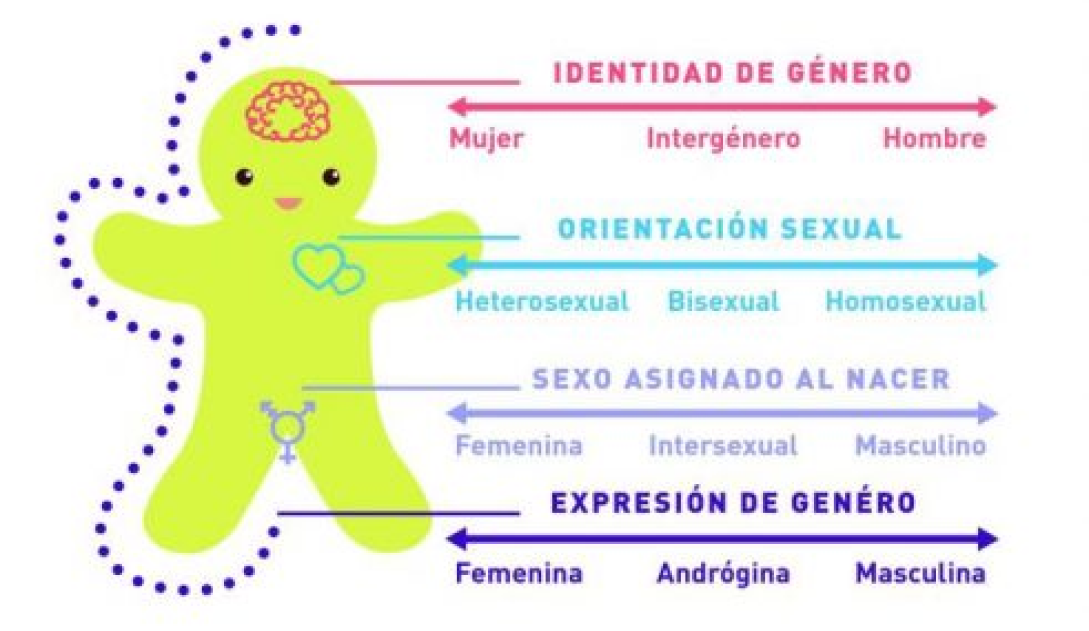 IDENTIDAD DE GÉNERO
Mujer Intergénero Hombre
ORIENTACIÓN SEXUAL
Heterosexual Bisexual Homosexual
SEXO ASIGNADO AL NACER
Femenina Intersexual Masculino
EXPRESIÓN DE GENÉRO
Femenina Andrógina Masculina